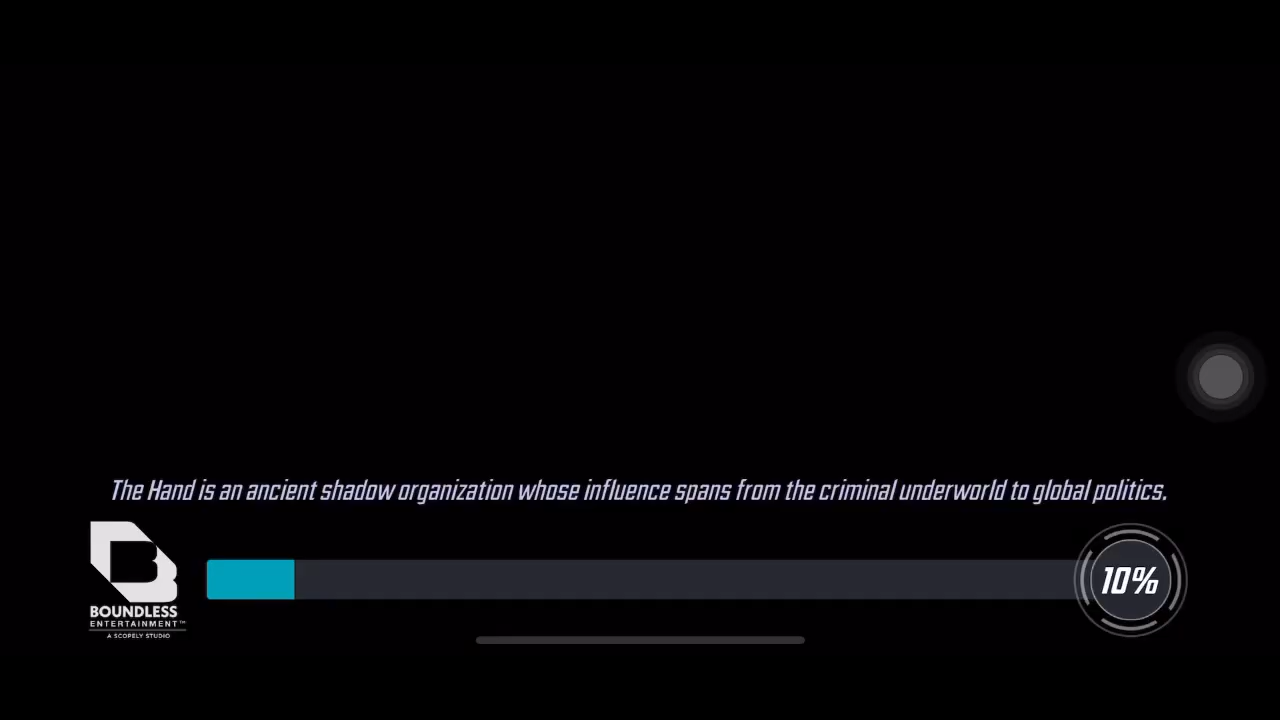 The Hand is an ancient shadow organization whose influence spans from the criminal underworld to global politics.
BOUNDLESS
ENTERTAINMENT™
A SCOPELY STUDIO
10%